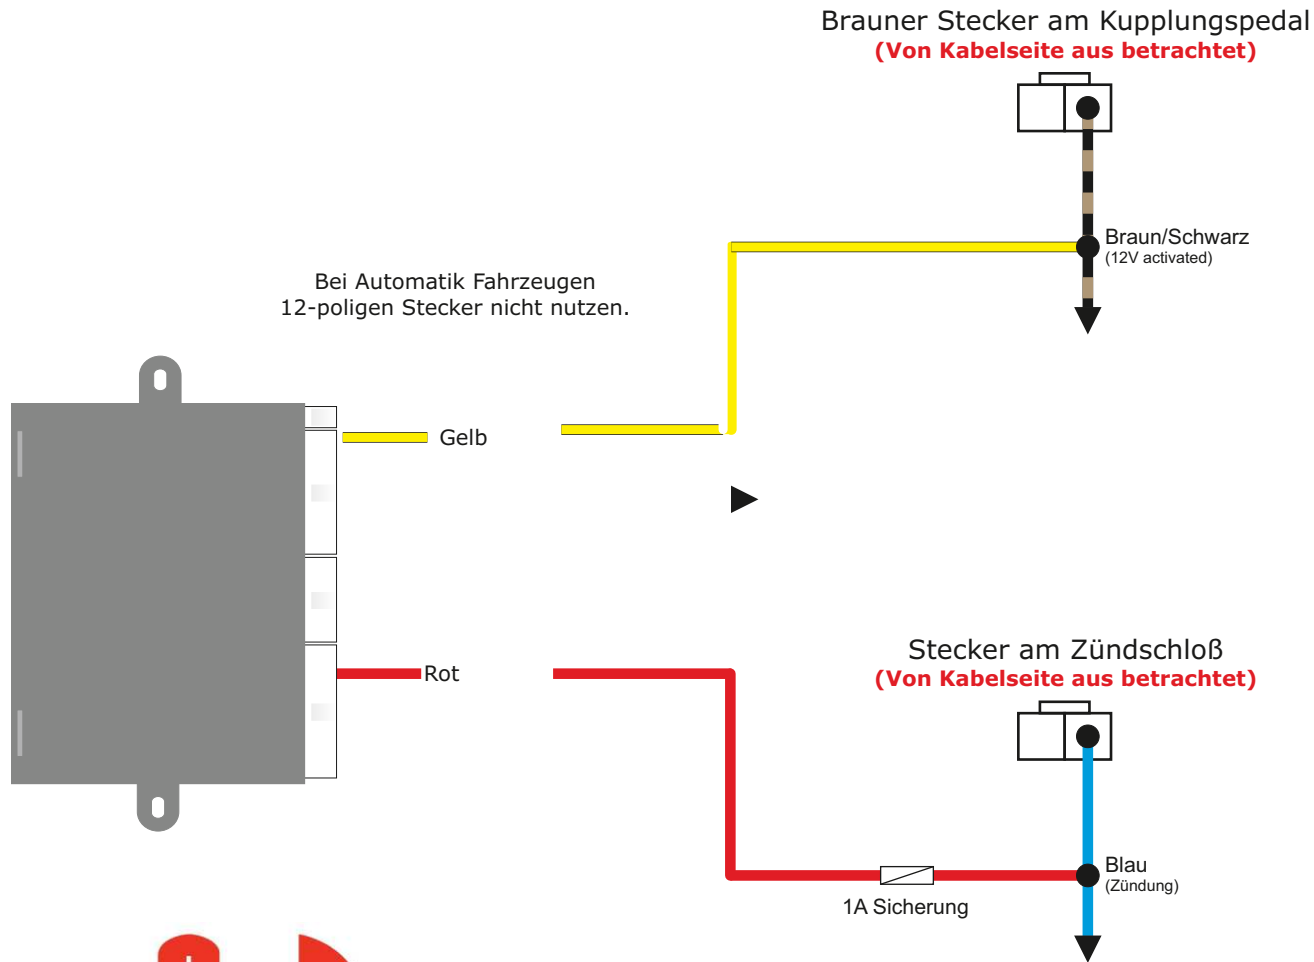 Brauner Stecker am Kupplungspedal
(Von Kabelseite aus betrachtet)
Braun/Schwarz
(12V activated)
Bei Automatik Fahrzeugen
12-poligen Stecker nicht nutzen.
Gelb
Rot
Stecker am Zündschloß
(Von Kabelseite aus betrachtet)
Blau
(Zündung)
1A Sicherung